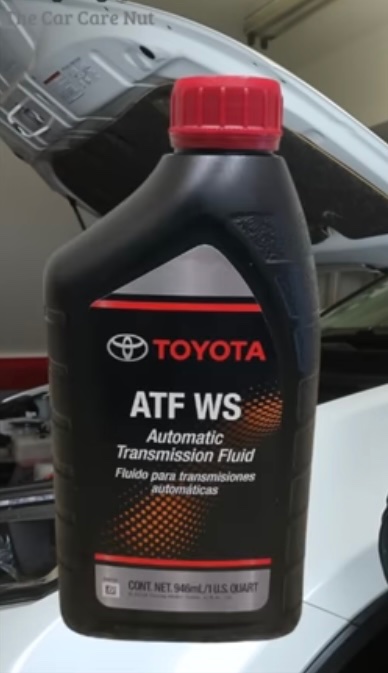 The Car Care Nut
TOYOTA
ATF WS
Automatic
Transmission Fluid
Fluido para transmisiones
automáticas
CONT. NET. 946mL/1 U.S. QUART